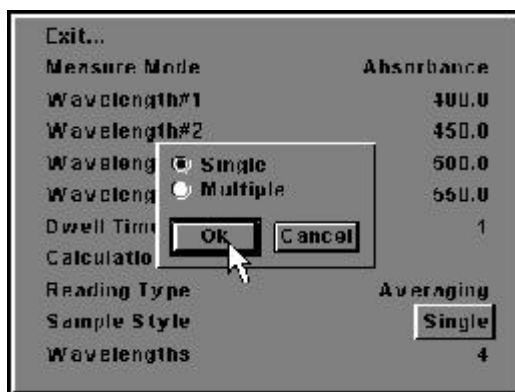 Exit...
Measure Mode Absorbance
Wavelength#1 400.0
Wavelength#2 450.0
Waveleng 500.0
Waveleng 550.0
Single
Multiple
Dwell Time 1
Ok Cancel
Calculatio
Reading Type Averaging
Sample Style Single
Wavelengths 4